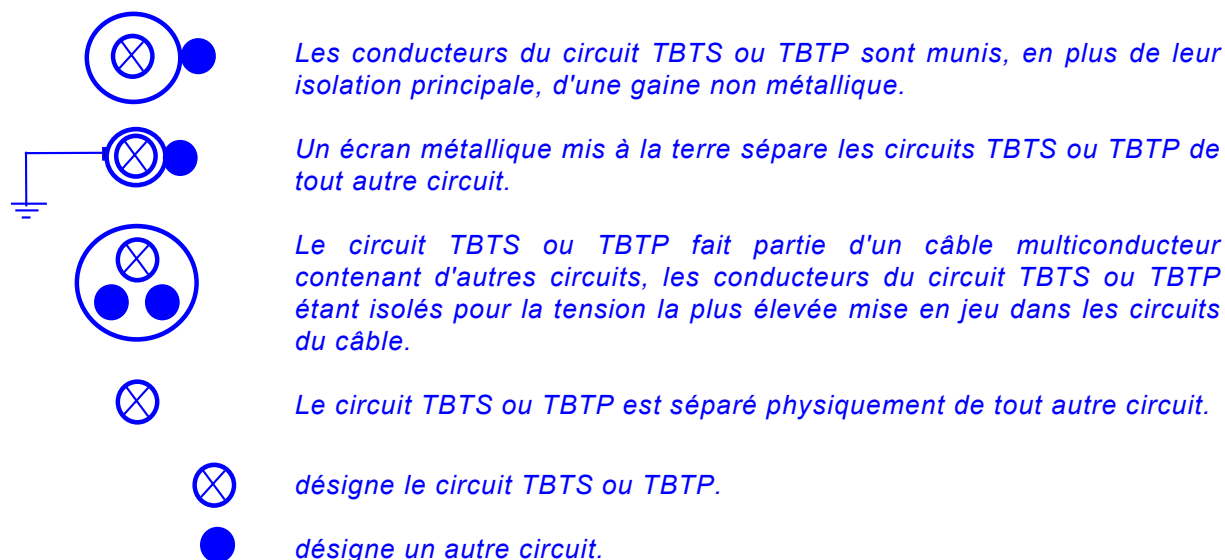 Les conducteurs du circuit TBTS ou TBTP sont munis, en plus de leur
isolation principale, d'une gaine non métallique.
Un écran métallique mis à la terre sépare les circuits TBTS ou TBTP de
tout autre circuit.
Le circuit TBTS ou TBTP fait partie d'un câble multiconducteur
contenant d'autres circuits, les conducteurs du circuit TBTS ou TBTP
étant isolés pour la tension la plus élevée mise en jeu dans les circuits
du câble.
Le circuit TBTS ou TBTP est séparé physiquement de tout autre circuit.
désigne le circuit TBTS ou TBTP.
désigne un autre circuit.